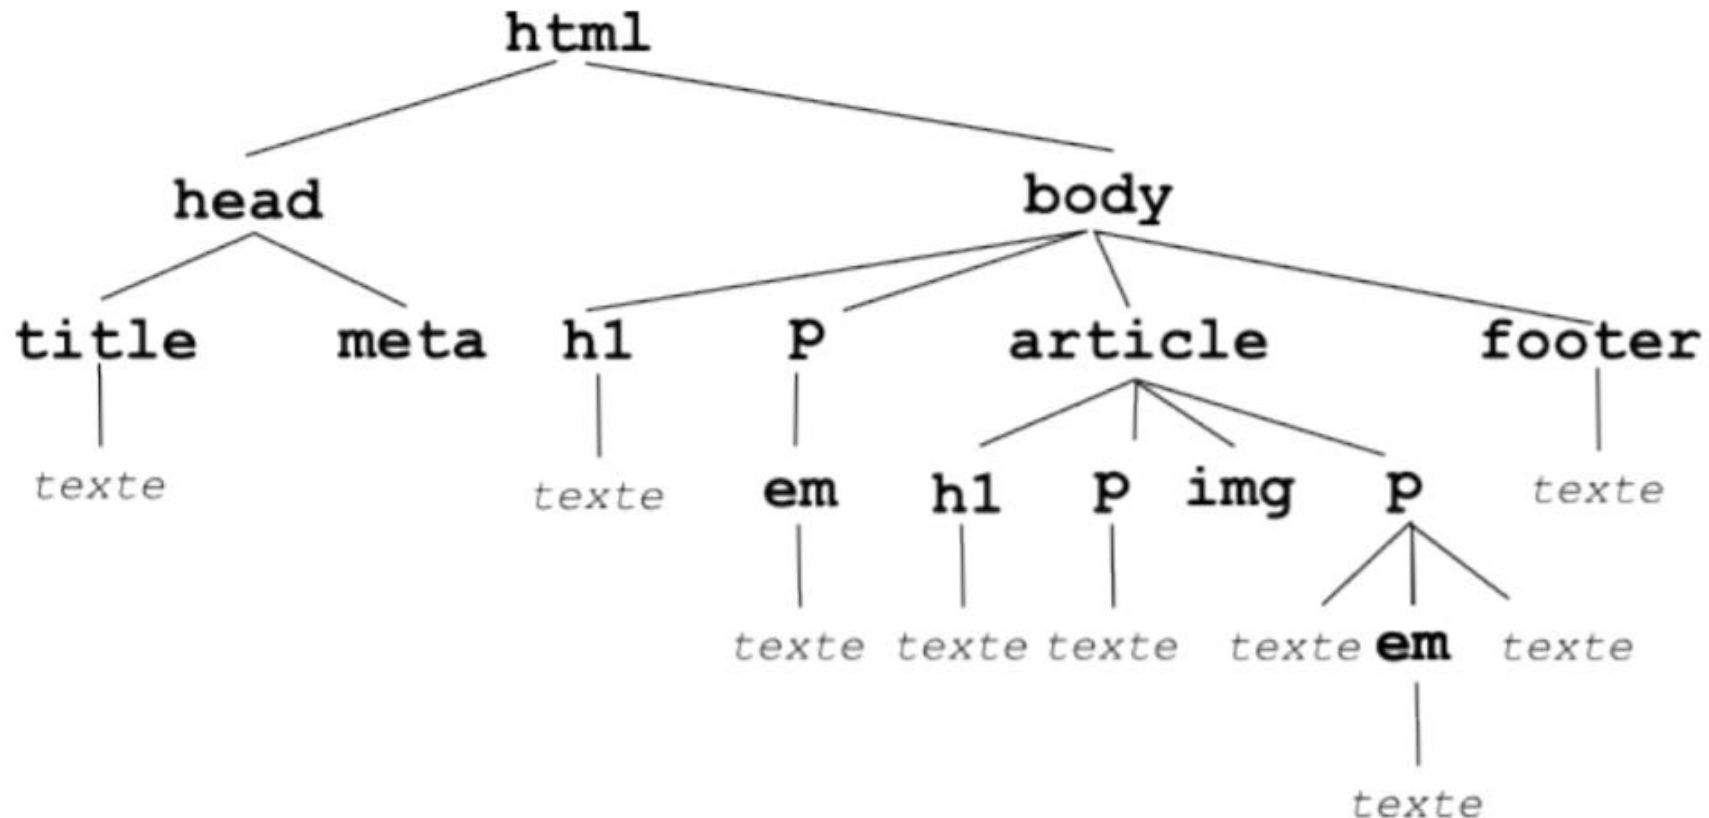 html
head body
title meta h1 p article footer
texte texte em h1 p img p texte
texte texte texte texte em texte
texte